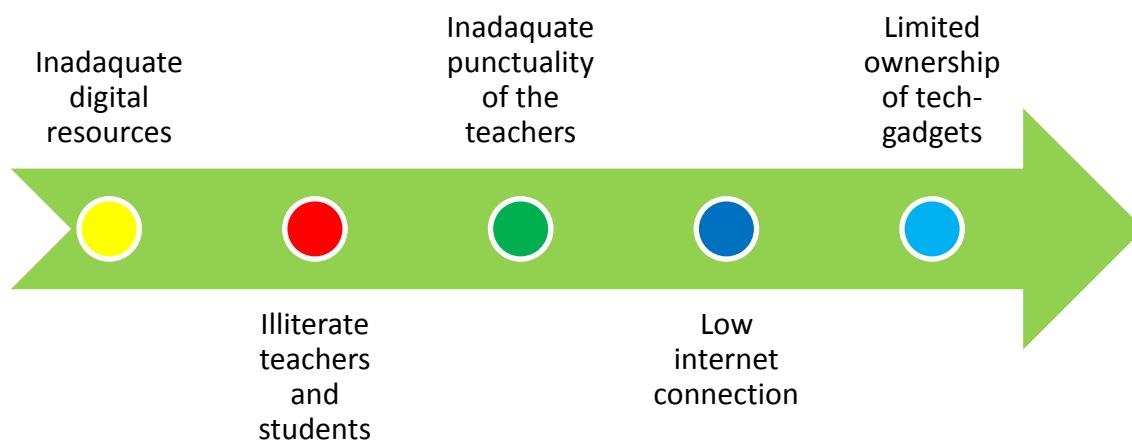 Inadaquate
digital
resources
Illiterate
teachers
and
students
Inadaquate
punctuality
of the
teachers
Low
internet
connection
Limited
ownership
of tech-
gadgets